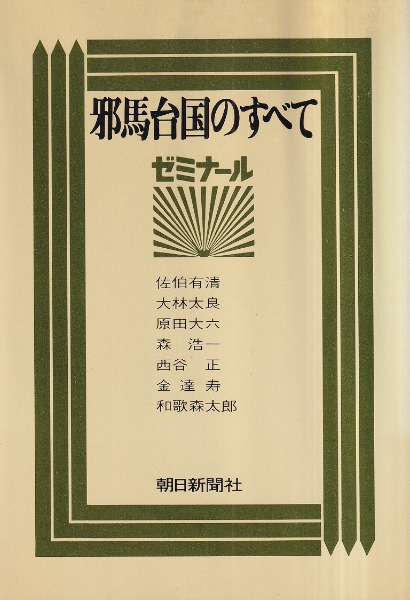 邪馬台国のすべて
ゼミナール
佐伯有清
大林太良
原田大六
森 浩一
西谷 正
金達寿
和歌森太郎
朝日新聞社